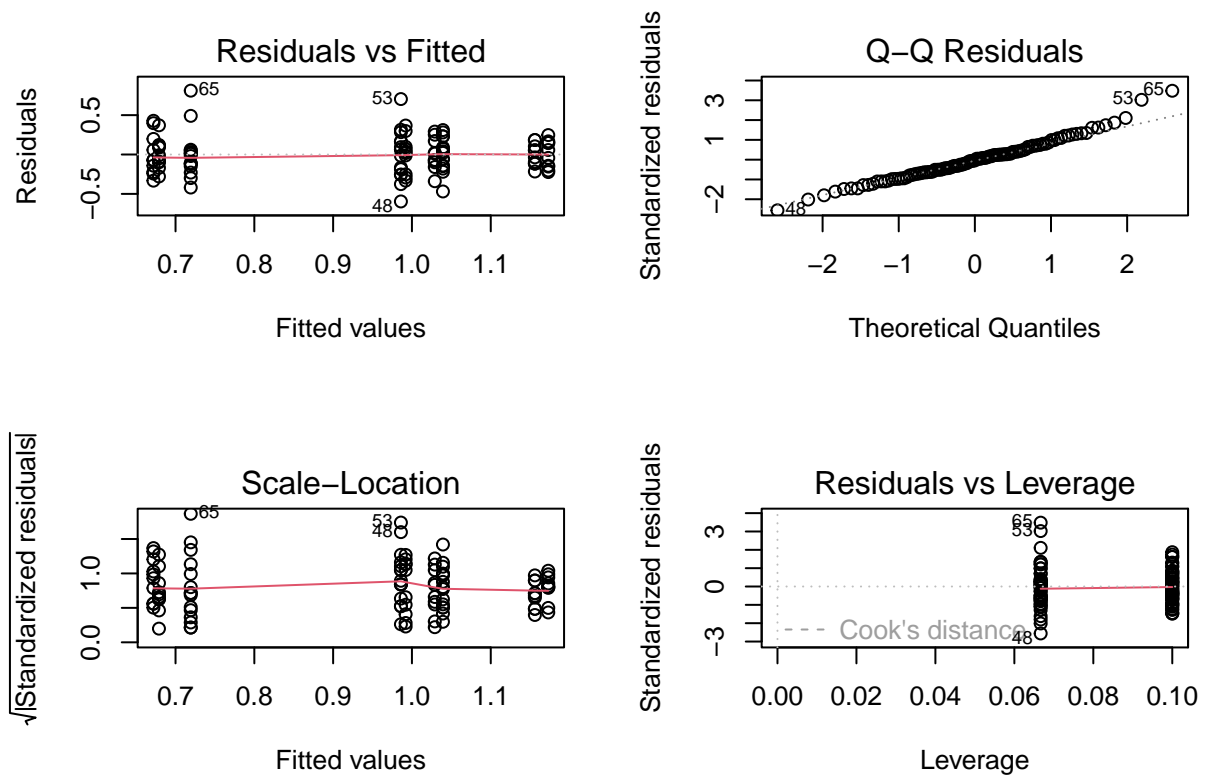 Residuals vs Fitted
Residuals
0.5
−0.5
65
53
48
0.7 0.8 0.9 1.0 1.1
Fitted values
Q−Q Residuals
Standardized residuals
3
1
−2
53
65
48
−2 −1 0 1 2
Theoretical Quantiles
Scale−Location
√|Standardized residuals|
1.0
0.0
65
53
48
0.7 0.8 0.9 1.0 1.1
Fitted values
Residuals vs Leverage
Standardized residuals
3
0
−3
65
53
48
Cook's distance
0.00 0.02 0.04 0.06 0.08 0.10
Leverage